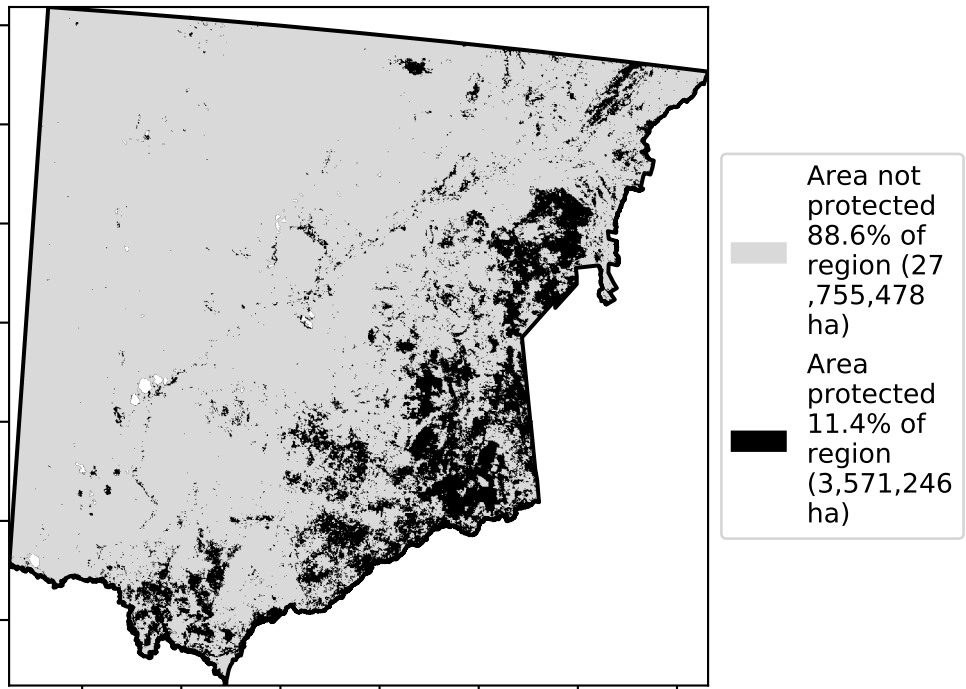 Area not
protected
88.6% of
region (27
,755,478
ha)
Area
protected
11.4% of
region
(3,571,246
ha)